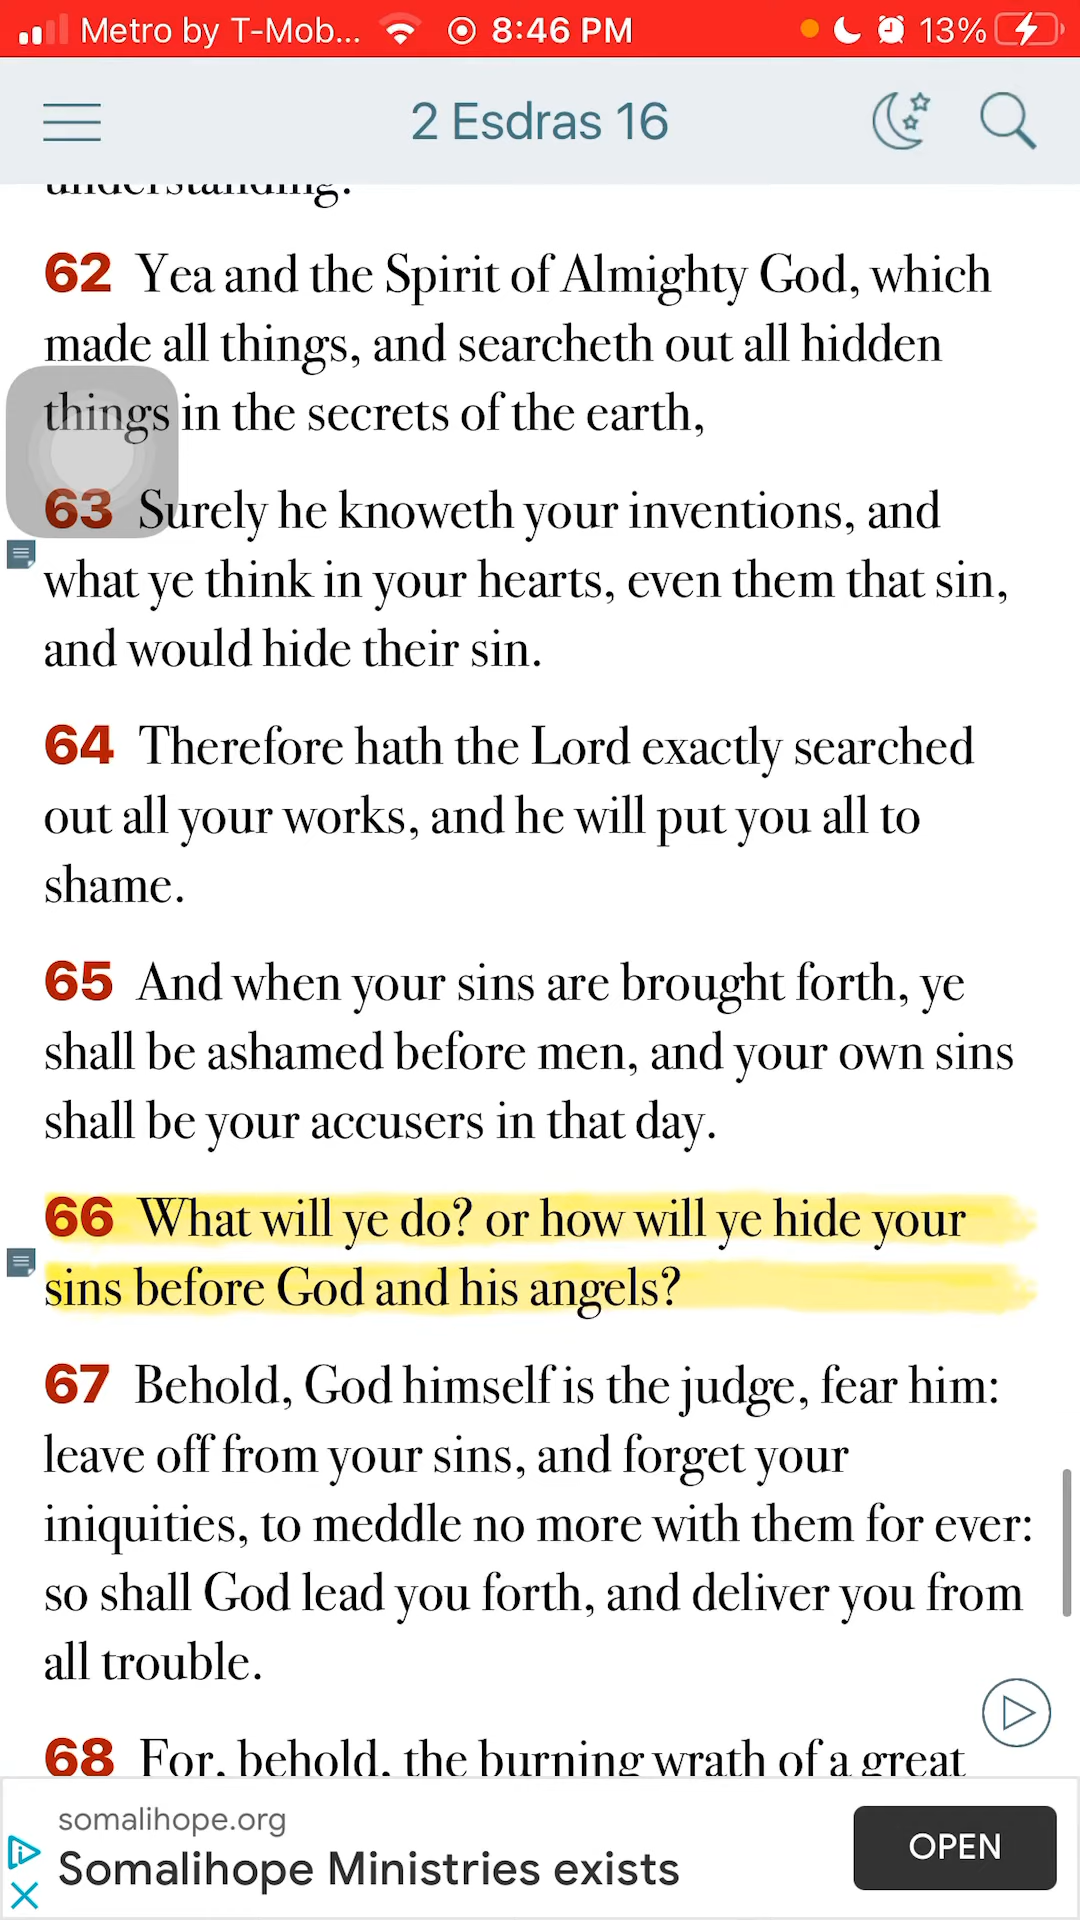 Metro by T-Mob... 8:46 PM 13%
2 Esdras 16
understanding.
62 Yea and the Spirit of Almighty God, which
made all things, and searcheth out all hidden
things in the secrets of the earth,
63 Surely he knoweth your inventions, and
what ye think in your hearts, even them that sin,
and would hide their sin.
64 Therefore hath the Lord exactly searched
out all your works, and he will put you all to
shame.
65 And when your sins are brought forth, ye
shall be ashamed before men, and your own sins
shall be your accusers in that day.
66 What will ye do? or how will ye hide your
sins before God and his angels?
67 Behold, God himself is the judge, fear him:
leave off from your sins, and forget your
iniquities, to meddle no more with them for ever:
so shall God lead you forth, and deliver you from
all trouble.
68 For, behold, the burning wrath of a great
somalihope.org
Somalihope Ministries exists
OPEN